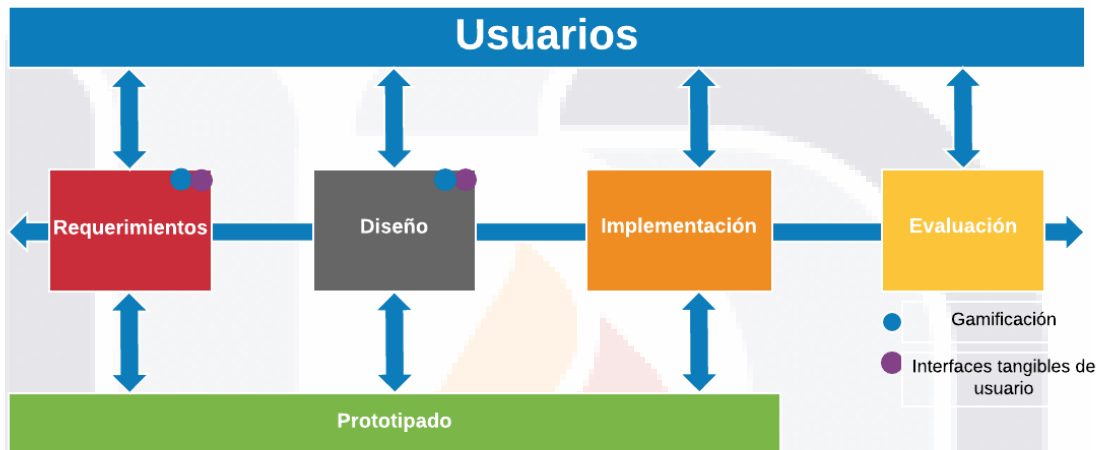 Usuarios
Requerimientos
Diseño
Implementación
Evaluación
Gamificación
Interfaces tangibles de
usuario
Prototipado